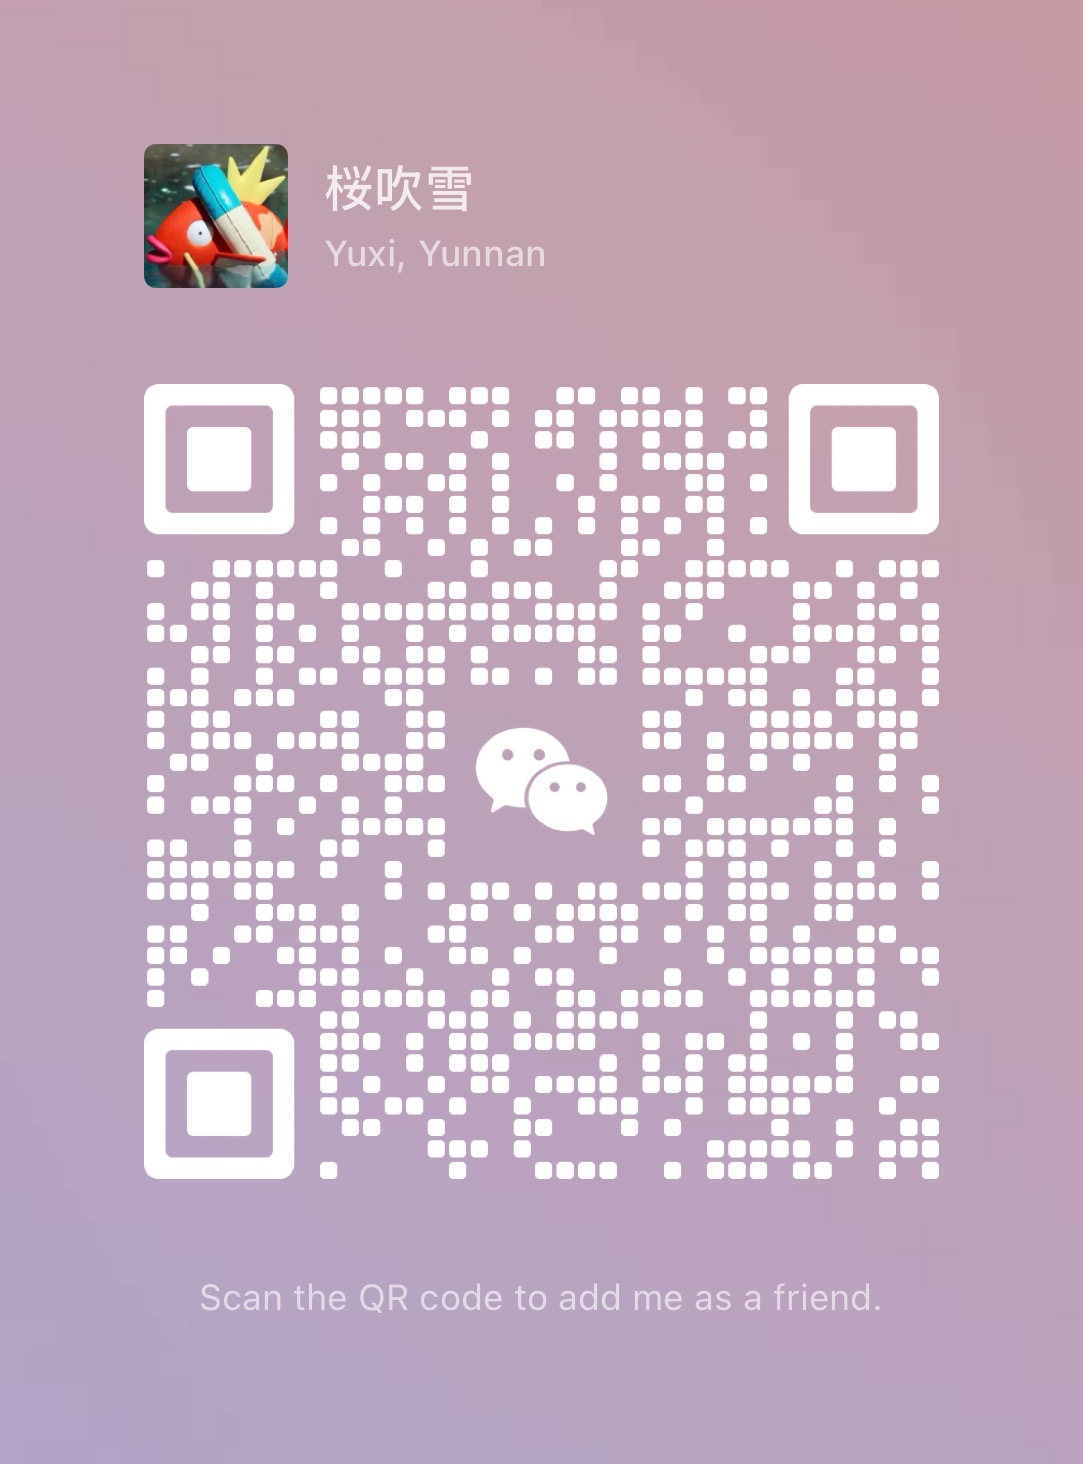 桜吹雪
Yuxi, Yunnan
Scan the QR code to add me as a friend.